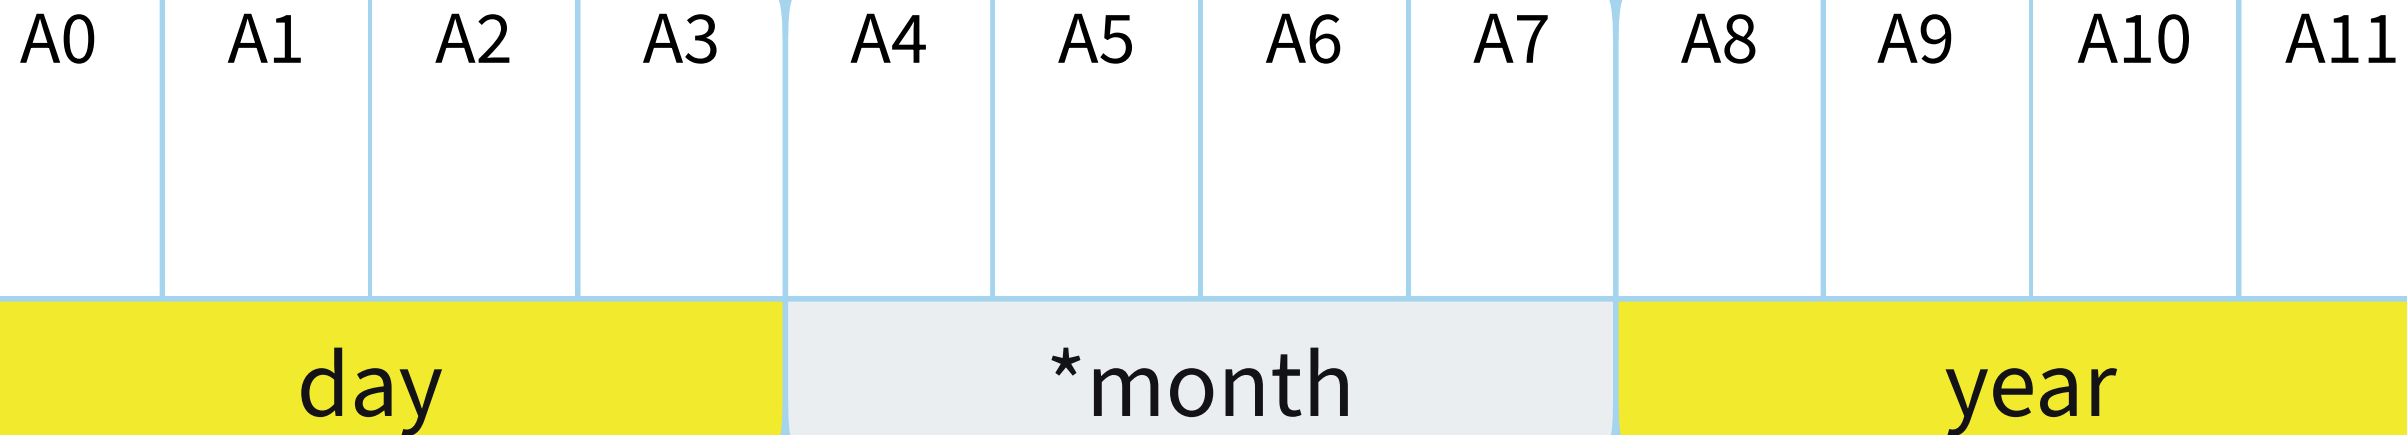 A0 A1 A2 A3 A4 A5 A6 A7 A8 A9 A10 A11
day *month year